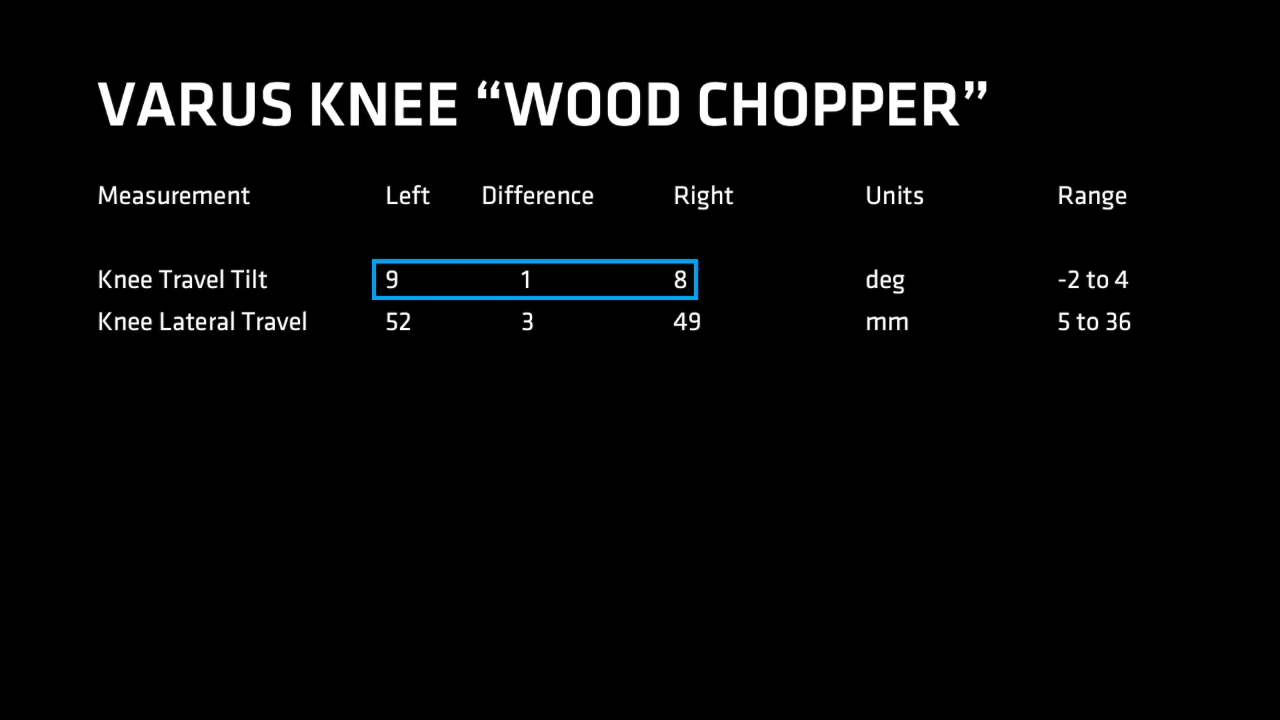 VARUS KNEE “WOOD CHOPPER”
Measurement Left Difference Right Units Range
Knee Travel Tilt 9 1 8 deg -2 to 4
Knee Lateral Travel 52 3 49 mm 5 to 36